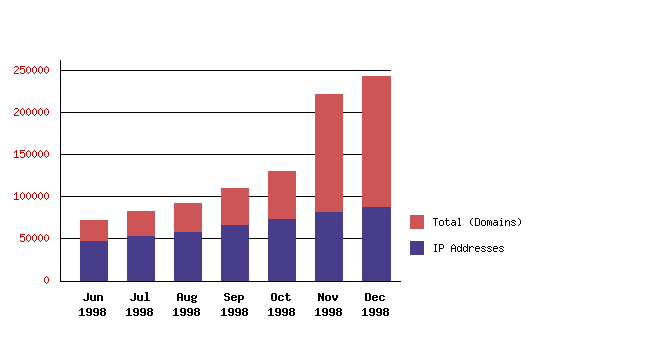 250000
200000
150000
100000
50000
0
Jun Jul Aug Sep Oct Nov Dec
1998 1998 1998 1998 1998 1998 1998
Total (Domains)
IP Addresses